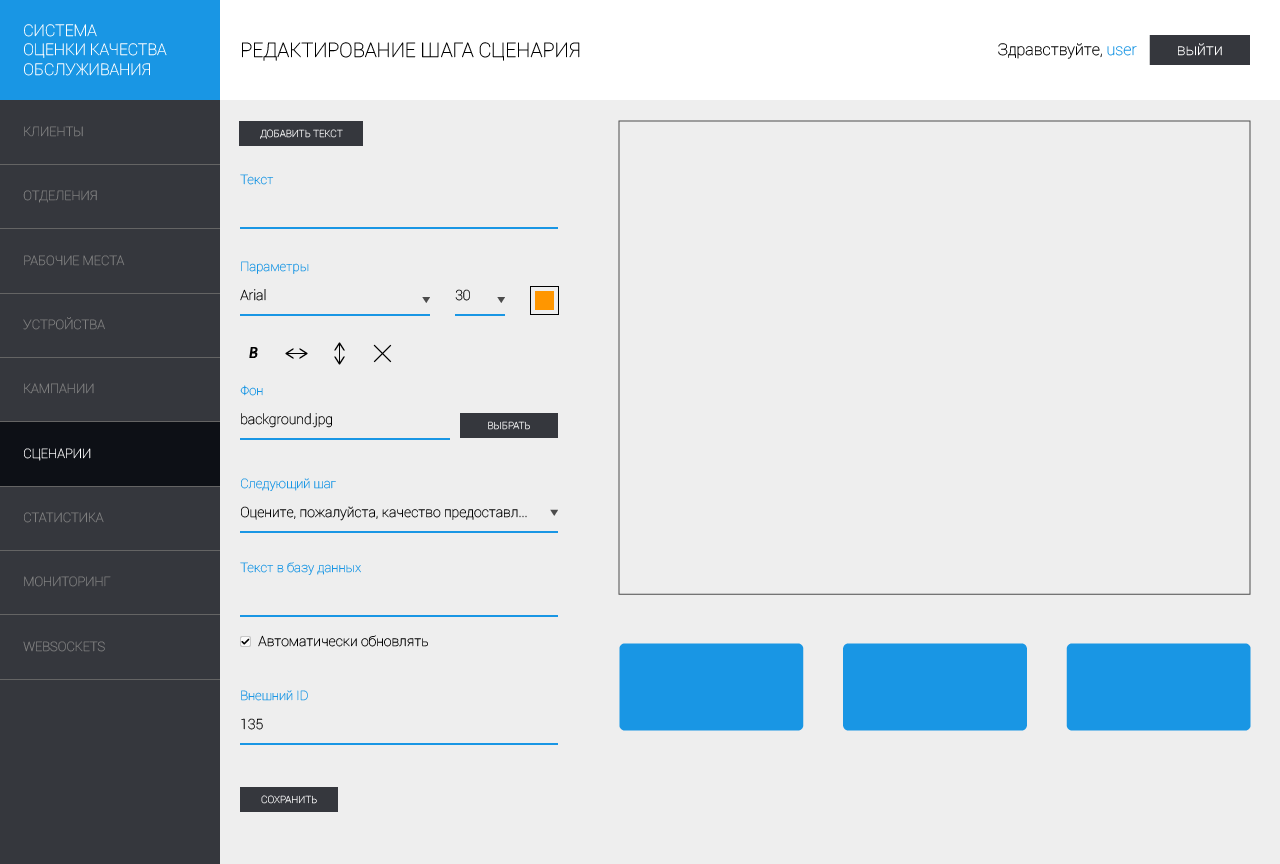 СИСТЕМА
ОЦЕНКИ КАЧЕСТВА
ОБСЛУЖИВАНИЯ
РЕДАКТИРОВАНИЕ ШАГА СЦЕНАРИЯ
Здравствуйте, user
ВЫЙТИ
КЛИЕНТЫ
ОТДЕЛЕНИЯ
РАБОЧИЕ МЕСТА
УСТРОЙСТВА
КАМПАНИИ
СЦЕНАРИИ
СТАТИСТИКА
МОНИТОРИНГ
WEBSOCKETS
ДОБАВИТЬ ТЕКСТ
Текст
Параметры
Arial
30
B
Фон
background.jpg
ВЫБРАТЬ
Следующий шаг
Оцените, пожалуйста, качество предоставл...
Текст в базу данных
Автоматически обновлять
Внешний ID
135
СОХРАНИТЬ